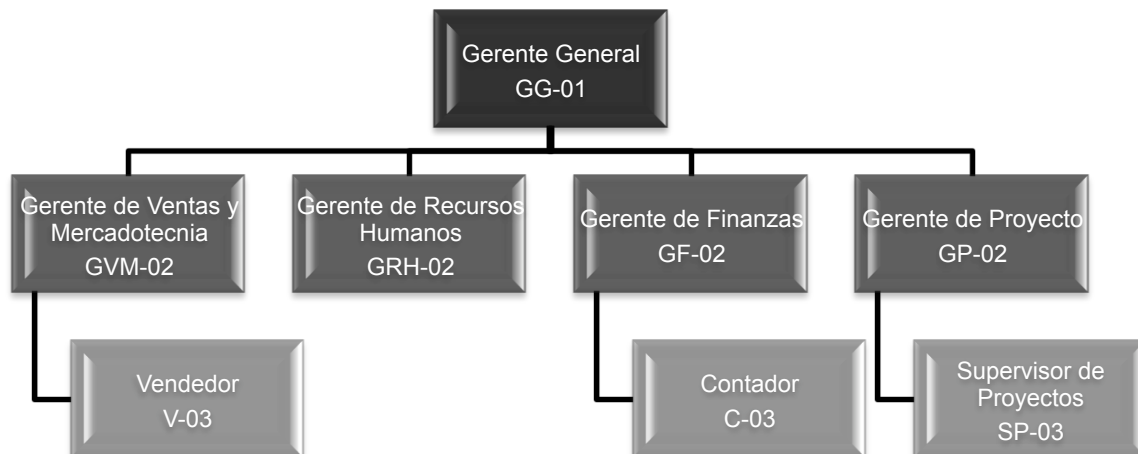 Gerente General
GG-01
Gerente de Ventas y
Mercadotecnia
GVM-02
Gerente de Recursos
Humanos
GRH-02
Gerente de Finanzas
GF-02
Gerente de Proyecto
GP-02
Vendedor
V-03
Contador
C-03
Supervisor de
Proyectos
SP-03